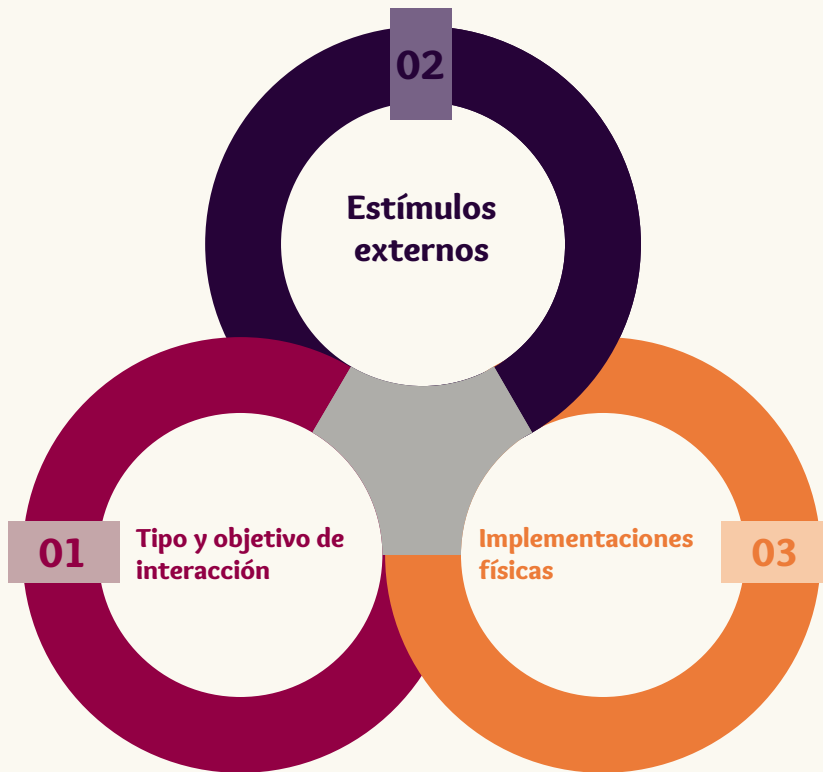 02
Estímulos
externos
01
Tipo y objetivo de
interacción
Implementaciones
físicas
03